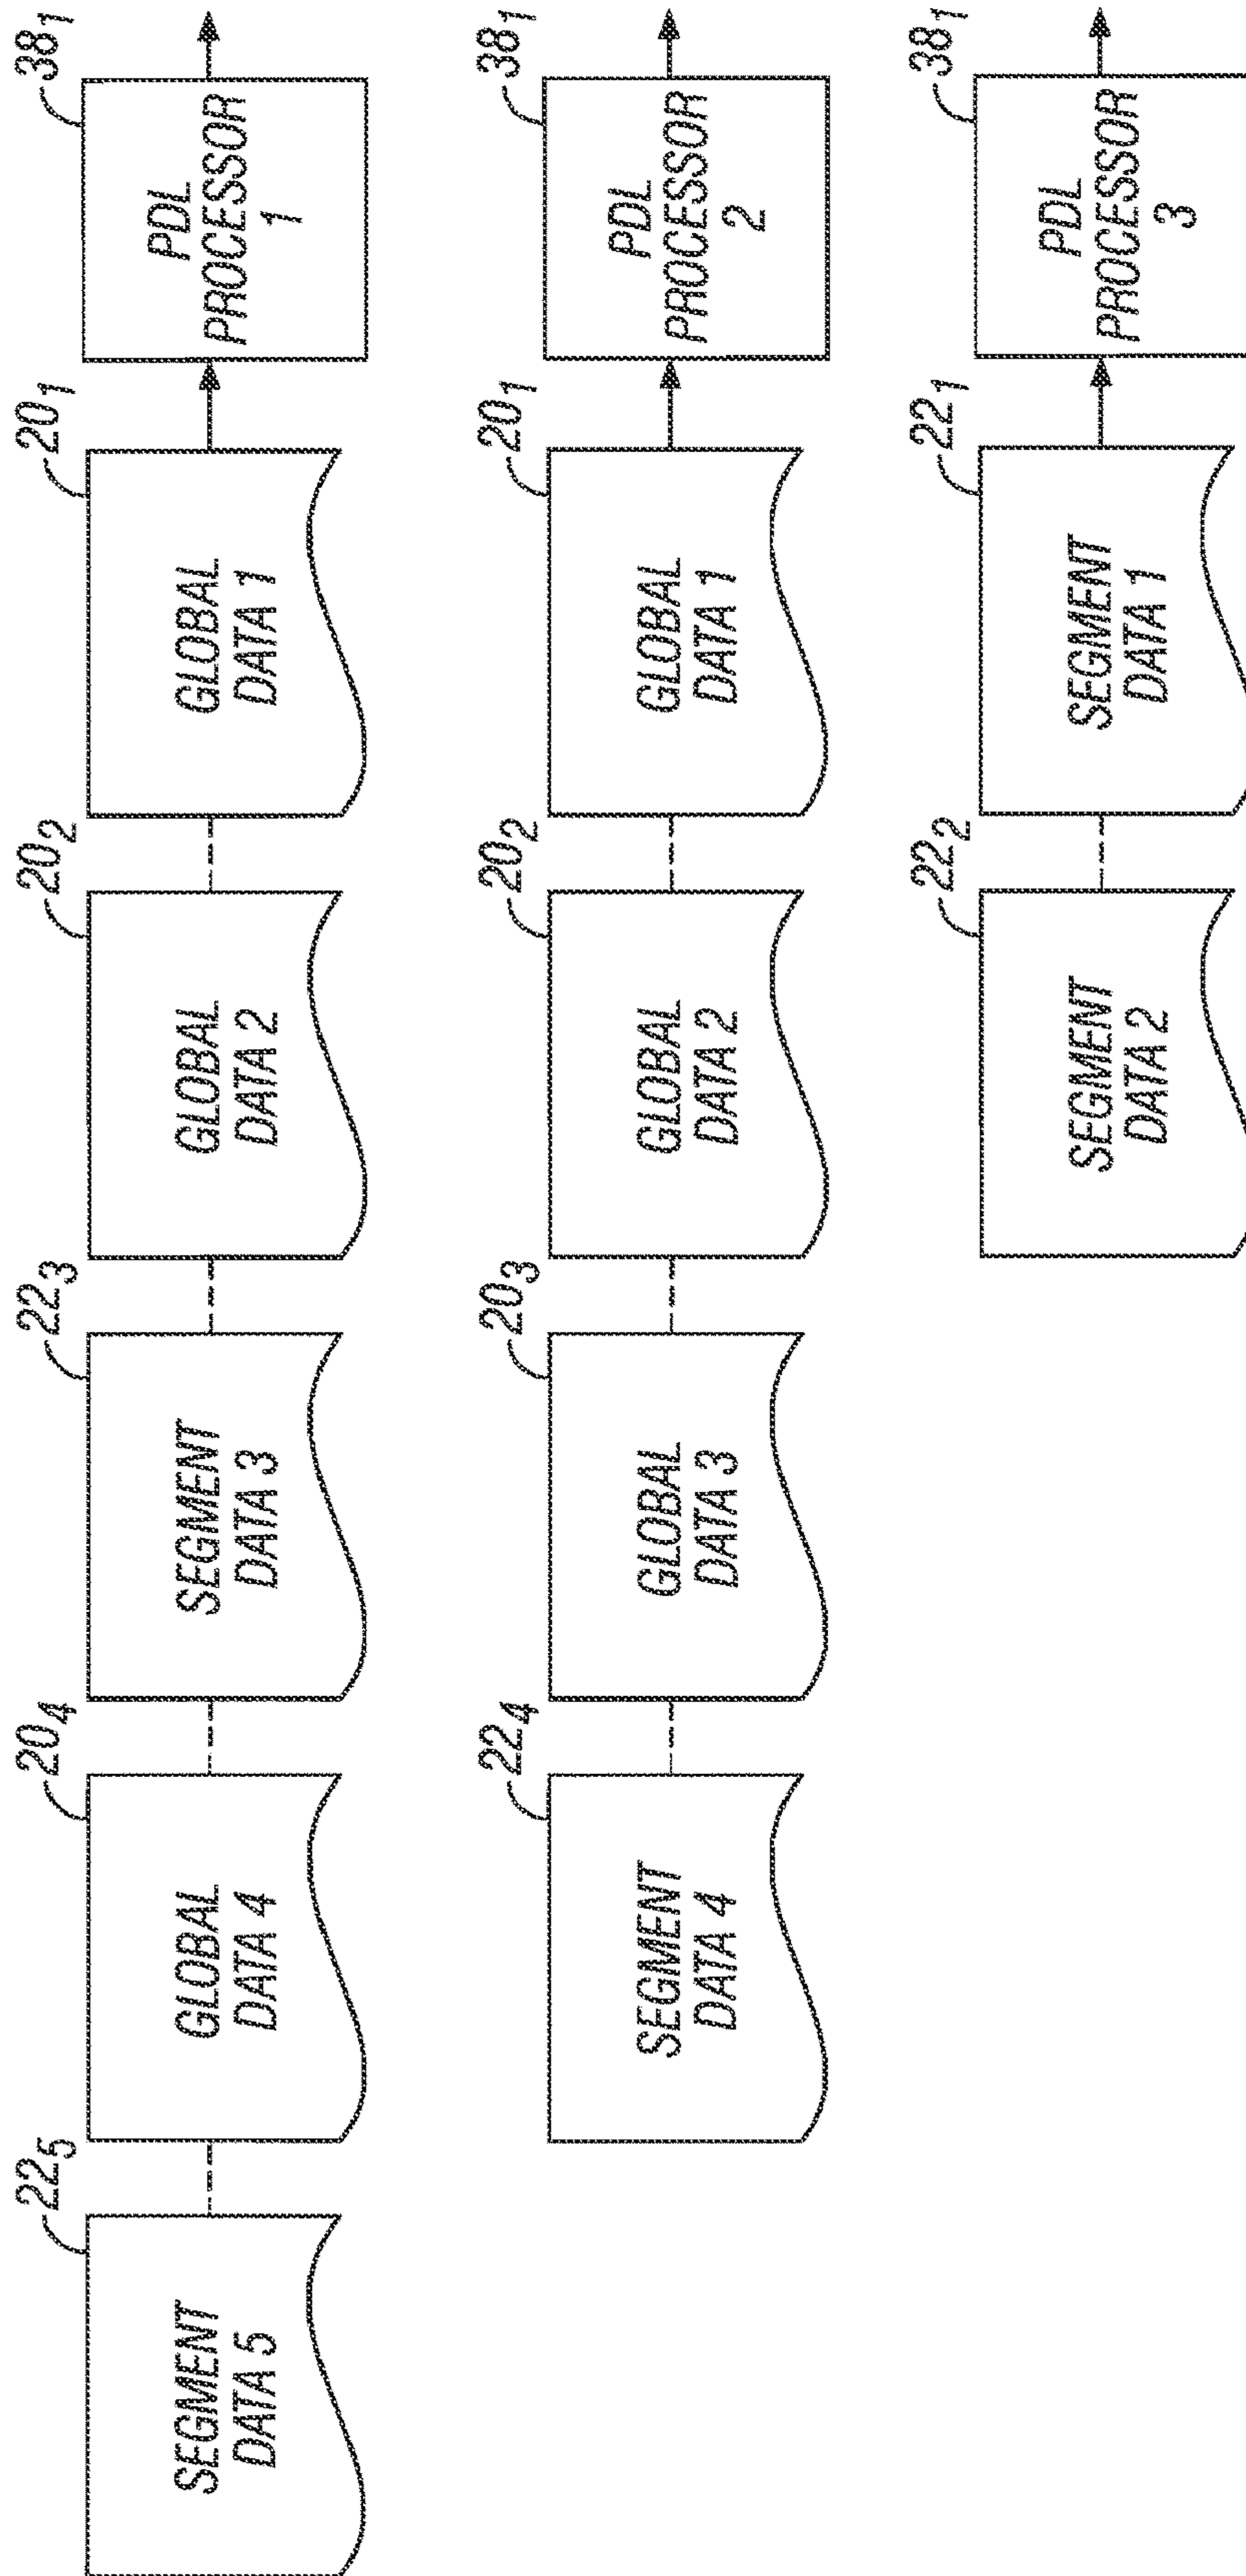 22₅
20₄
22₃
20₂
20₁
38₁
SEGMENT
DATA 5
GLOBAL
DATA 4
SEGMENT
DATA 3
GLOBAL
DATA 2
GLOBAL
DATA 1
PDL
PROCESSOR
1
22₄
20₃
20₂
20₁
38₁
SEGMENT
DATA 4
GLOBAL
DATA 3
GLOBAL
DATA 2
GLOBAL
DATA 1
PDL
PROCESSOR
2
22₂
22₁
38₁
SEGMENT
DATA 2
SEGMENT
DATA 1
PDL
PROCESSOR
3